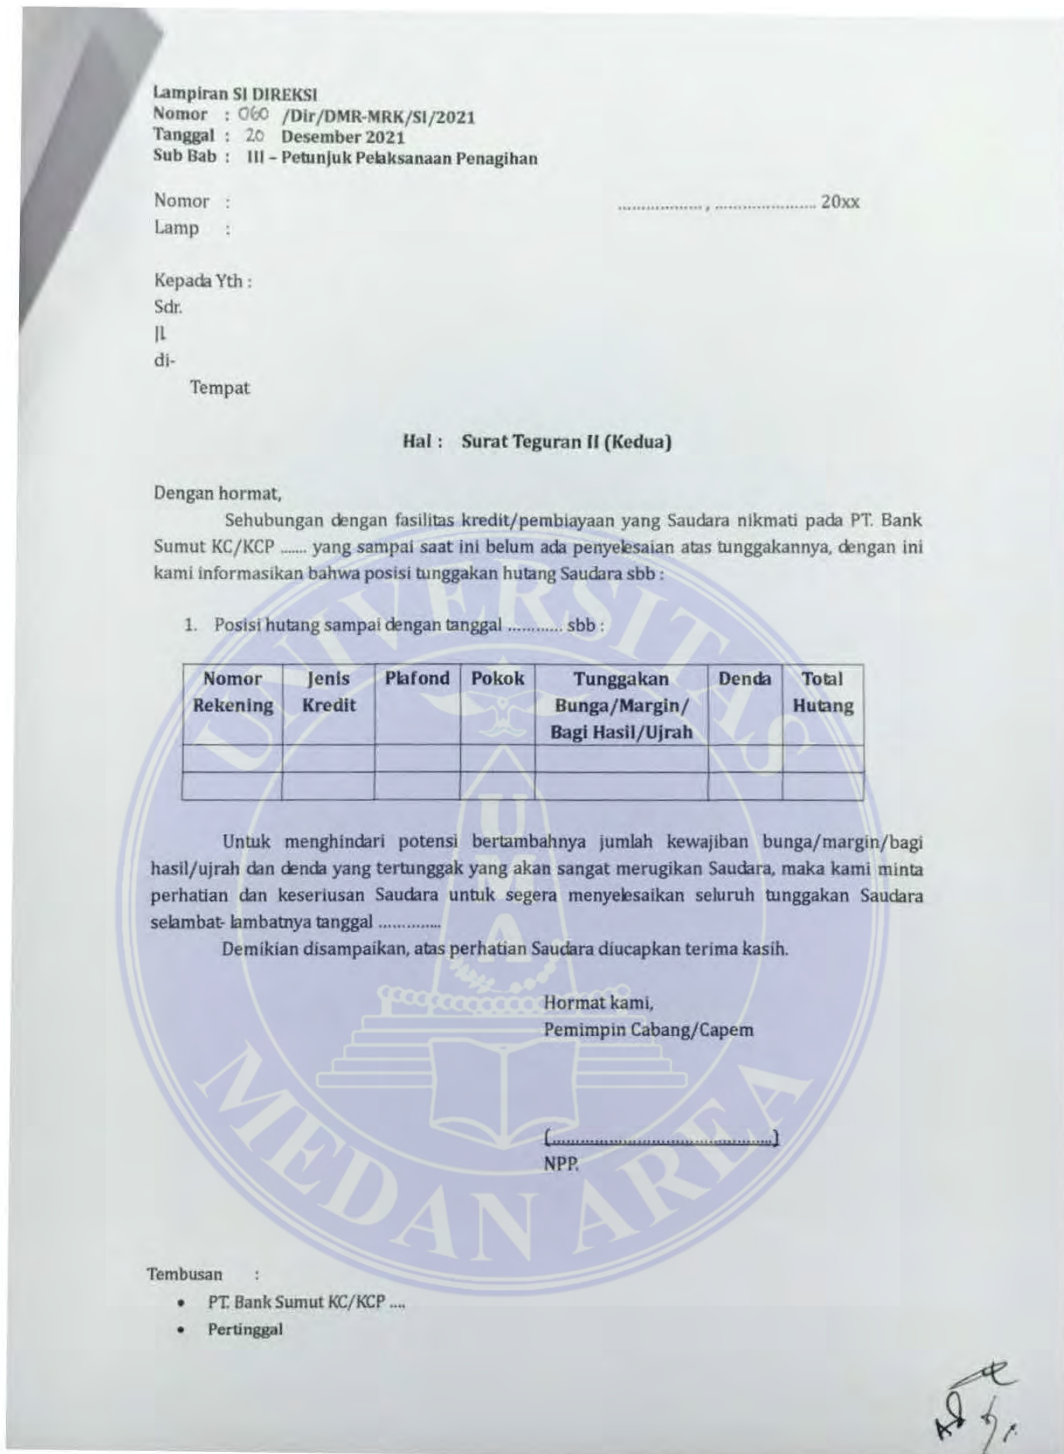 Lampiran SI DIREKSI
Nomor : 060 /Dir/DMR-MRK/SI/2021
Tanggal : 20 Desember 2021
Sub Bab : III – Petunjuk Pelaksanaan Penagihan
Nomor :
................., ..................... 20xx
Lamp :
Kepada Yth :
Sdr.
Jl
di-
Tempat
Hal : Surat Teguran II (Kedua)
Dengan hormat,
Sehubungan dengan fasilitas kredit/pembiayaan yang Saudara nikmati pada PT. Bank
Sumut KC/KCP ....... yang sampai saat ini belum ada penyelesaian atas tunggakannya, dengan ini
kami informasikan bahwa posisi tunggakan hutang Saudara sbb :
1. Posisi hutang sampai dengan tanggal ............ sbb :
Nomor Jenis Plafond Pokok Tunggakan Denda Total
Rekening Kredit Bunga/Margin/ Hutang
Bagi Hasil/Ujrah
Untuk menghindari potensi bertambahnya jumlah kewajiban bunga/margin/bagi
hasil/ujrah dan denda yang tertunggak yang akan sangat merugikan Saudara, maka kami minta
perhatian dan keseriusan Saudara untuk segera menyelesaikan seluruh tunggakan Saudara
selambat- lambatnya tanggal ..............
Demikian disampaikan, atas perhatian Saudara diucapkan terima kasih.
Hormat kami,
Pemimpin Cabang/Capem
(............................................)
NPP.
Tembusan :
• PT. Bank Sumut KC/KCP ....
• Pertinggal
UNIVERSITAS
UMA
MEDAN AREA